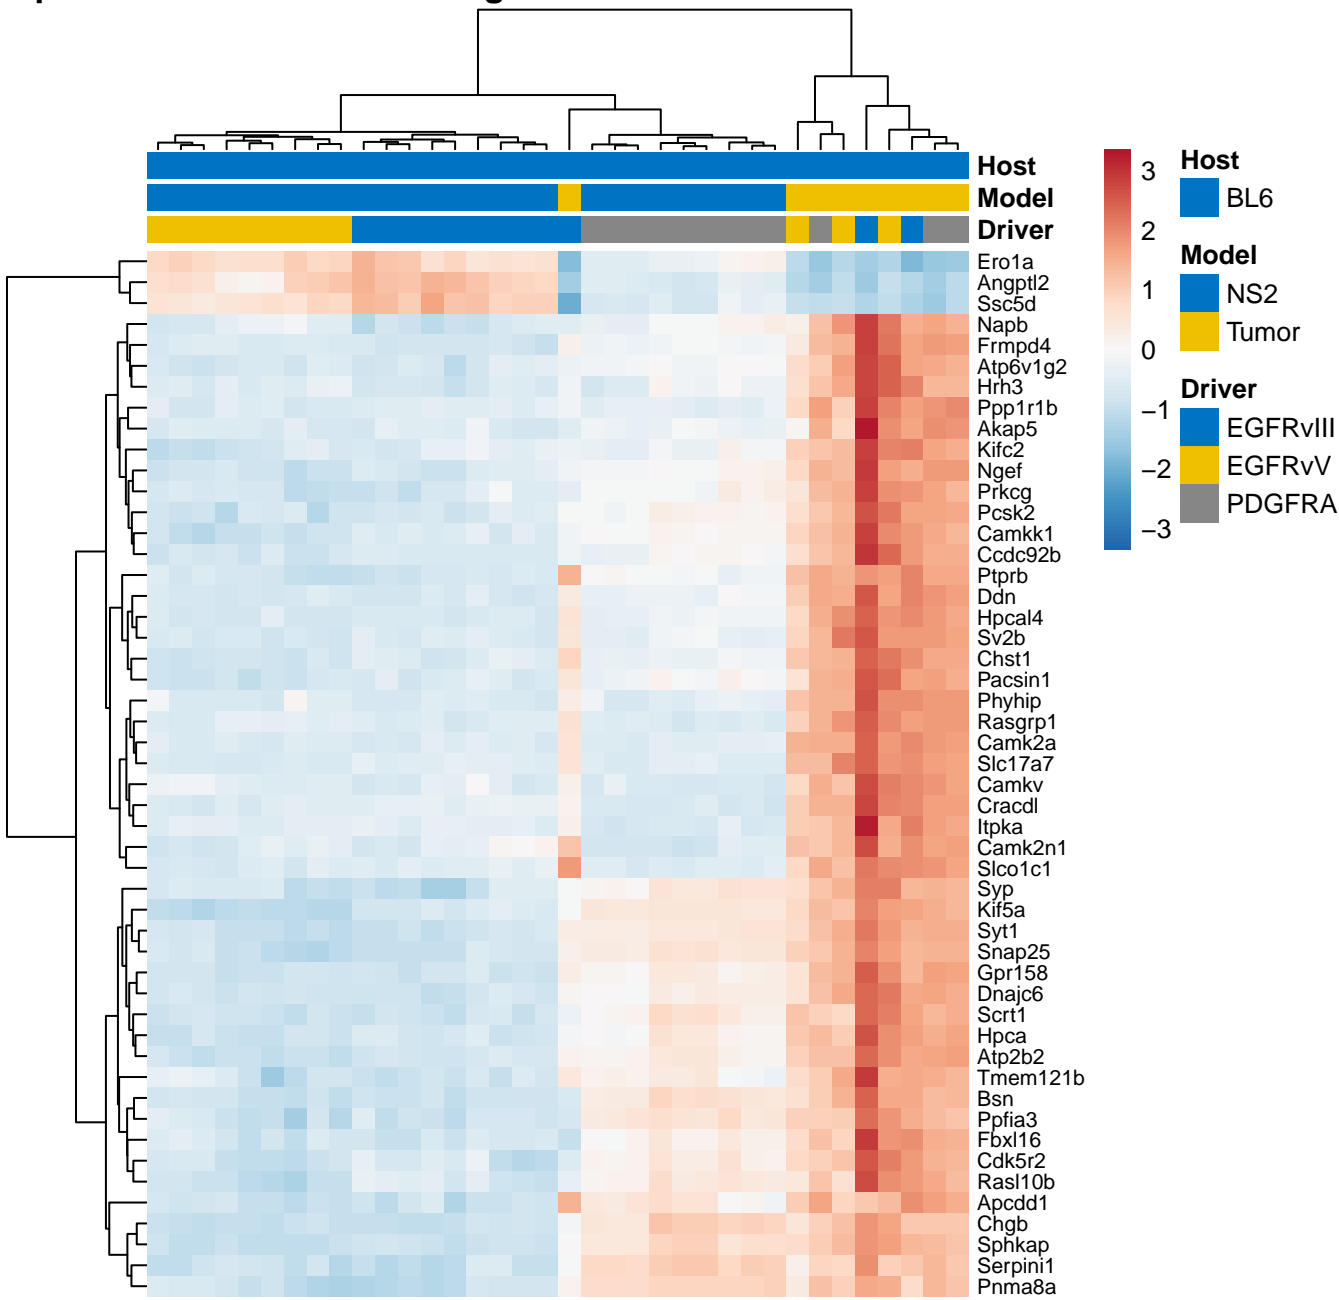 Host
Model
Driver
Ero1a
Angptl2
Ssc5d
Napb
Frmpd4
Atp6v1g2
Hrh3
Ppp1r1b
Akap5
Kifc2
Ngef
Prkcg
Pcsk2
Camkk1
Ccdc92b
Ptprb
Ddn
Hpcal4
Sv2b
Chst1
Pacsin1
Phyhip
Rasgrp1
Camk2a
Slc17a7
Camkv
Cracdl
Itpka
Camk2n1
Slco1c1
Syp
Kif5a
Syt1
Snap25
Gpr158
Dnajc6
Scrt1
Hpca
Atp2b2
Tmem121b
Bsn
Ppfia3
Fbxl16
Cdk5r2
Rasl10b
Apcdd1
Chgb
Sphkap
Serpini1
Pnma8a
3
2
1
0
−1
−2
−3
Host
BL6
Model
NS2
Tumor
Driver
EGFRvIII
EGFRvV
PDGFRA